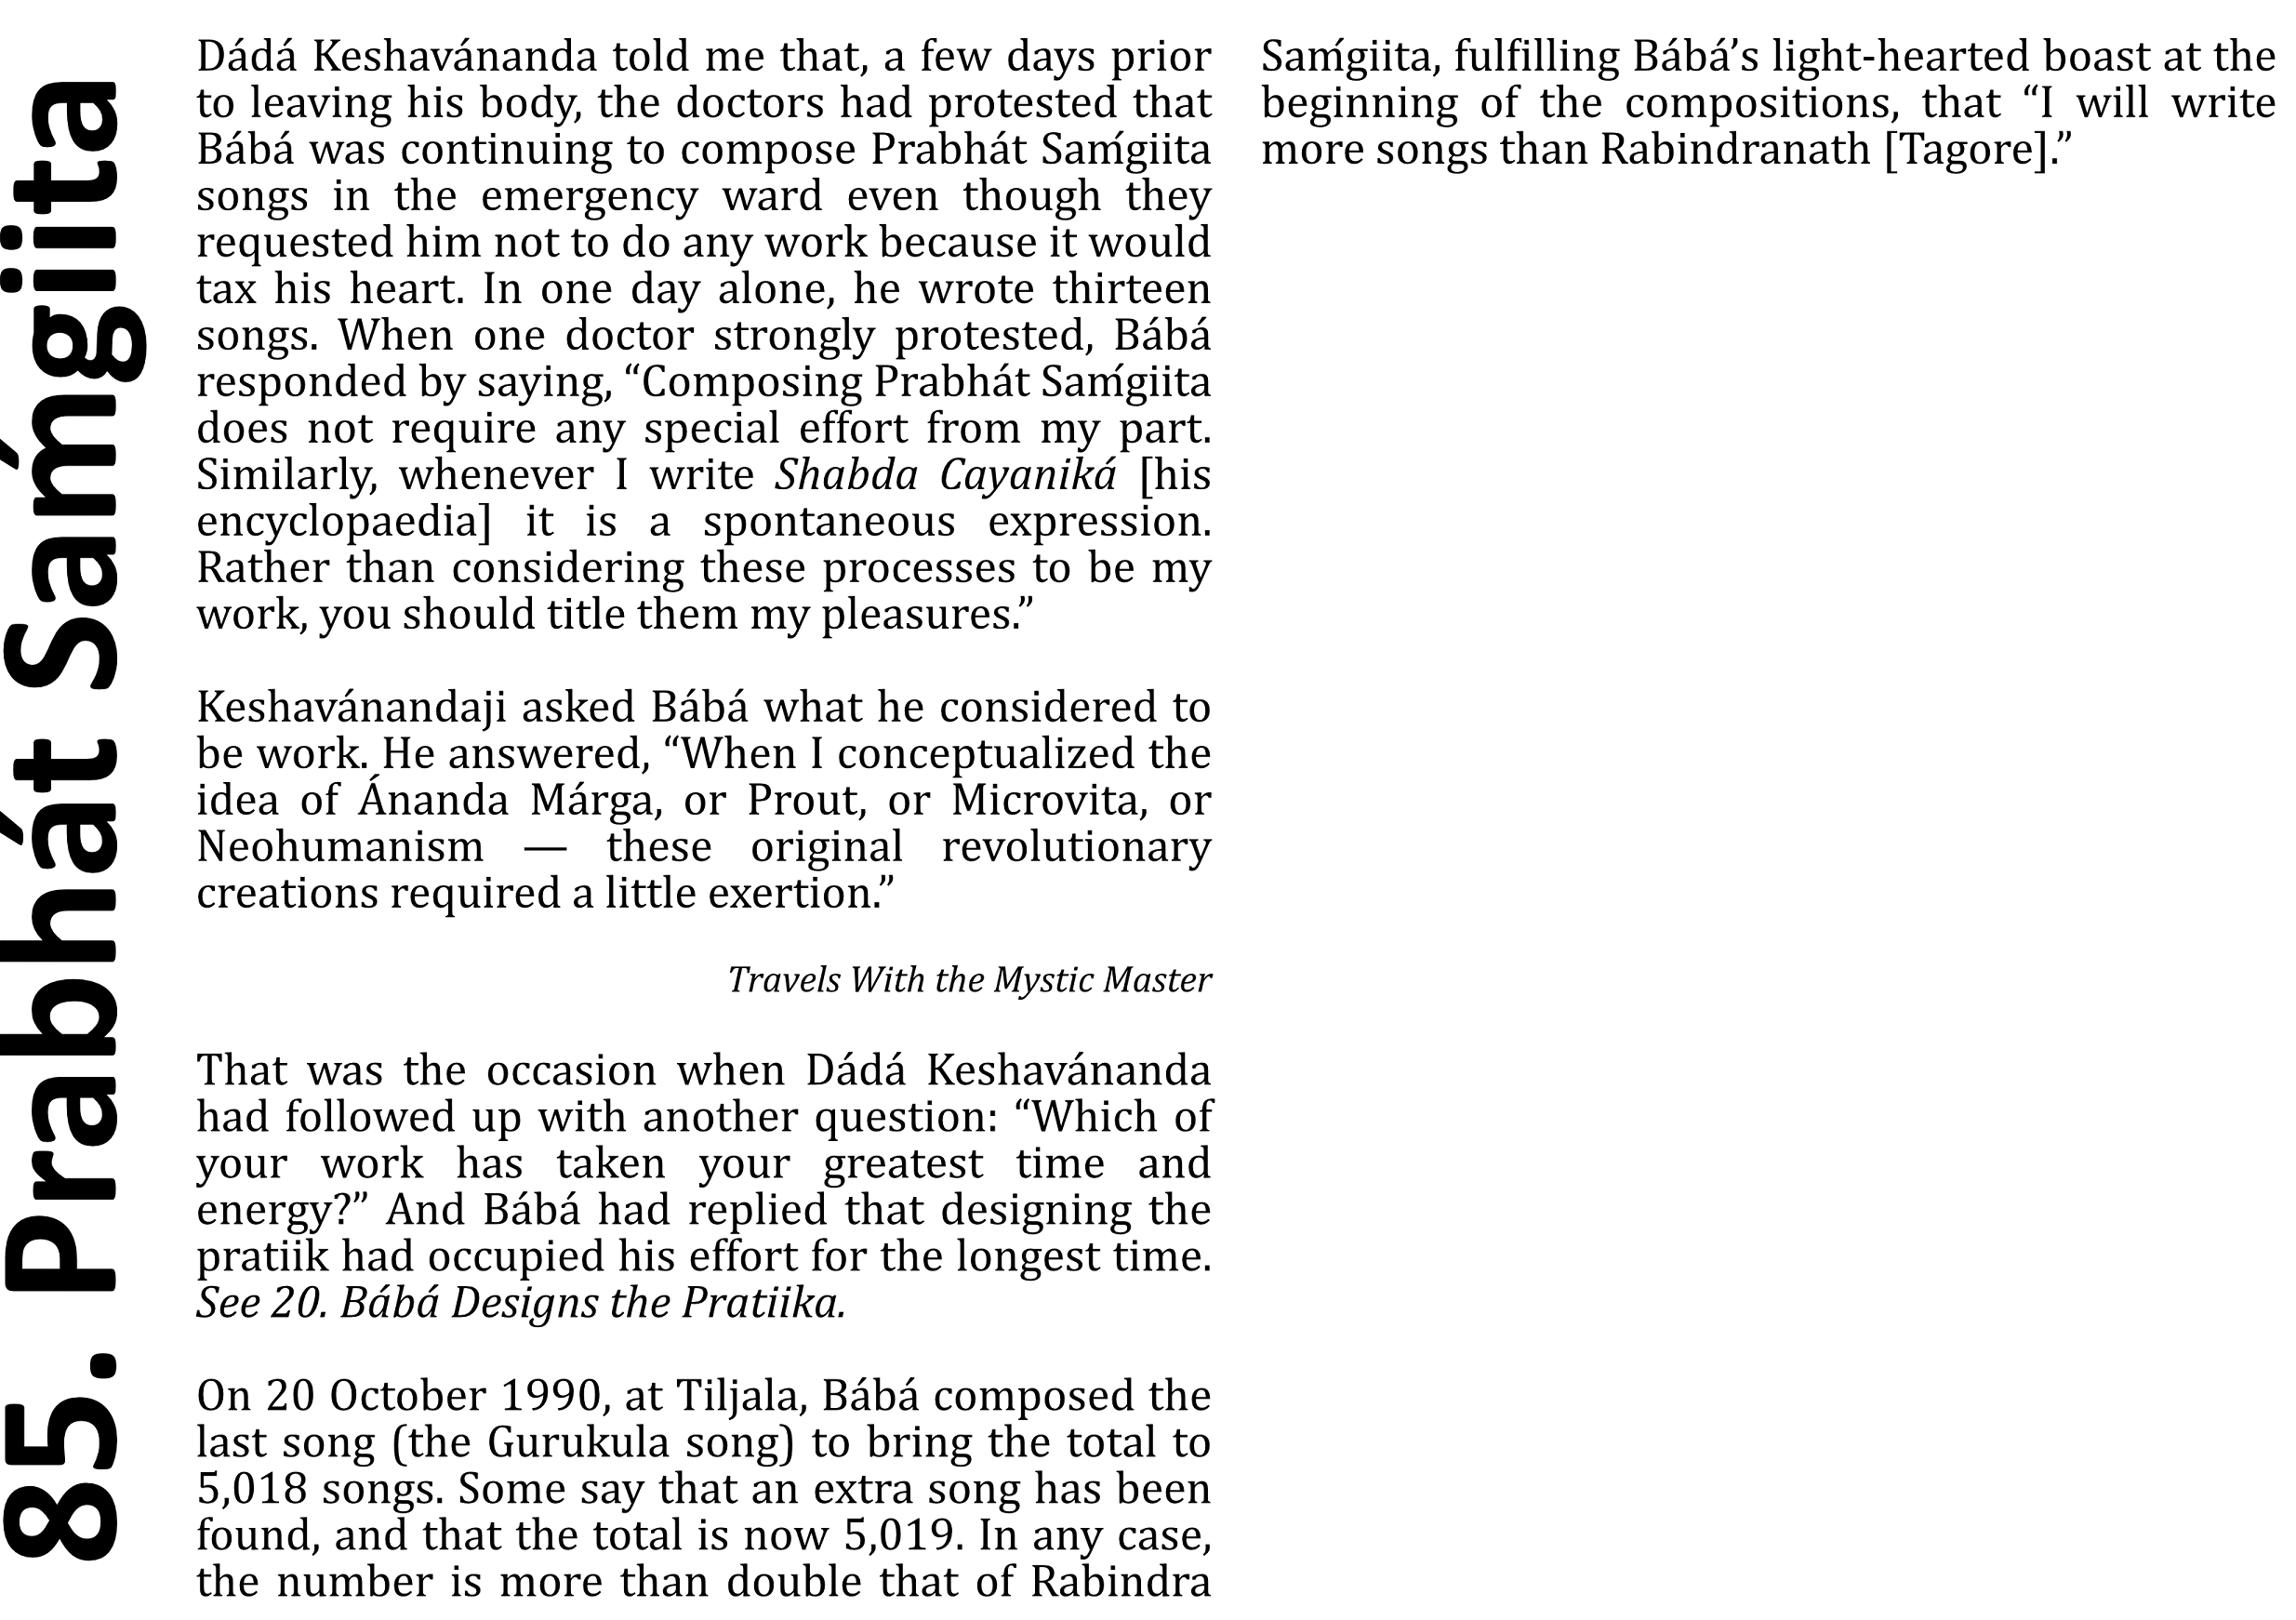 85. Prabhát Saḿgiita
Dádá Keshavánanda told me that, a few days prior
to leaving his body, the doctors had protested that
Bábá was continuing to compose Prabhát Saḿgiita
songs in the emergency ward even though they
requested him not to do any work because it would
tax his heart. In one day alone, he wrote thirteen
songs. When one doctor strongly protested, Bábá
responded by saying, “Composing Prabhát Saḿgiita
does not require any special effort from my part.
Similarly, whenever I write Shabda Cayaniká [his
encyclopaedia] it is a spontaneous expression.
Rather than considering these processes to be my
work, you should title them my pleasures.”
Keshavánandaji asked Bábá what he considered to
be work. He answered, “When I conceptualized the
idea of Ánanda Márga, or Prout, or Microvita, or
Neohumanism — these original revolutionary
creations required a little exertion.”
Travels With the Mystic Master
That was the occasion when Dádá Keshavánanda
had followed up with another question: “Which of
your work has taken your greatest time and
energy?” And Bábá had replied that designing the
pratiik had occupied his effort for the longest time.
See 20. Bábá Designs the Pratiika.
On 20 October 1990, at Tiljala, Bábá composed the
last song (the Gurukula song) to bring the total to
5,018 songs. Some say that an extra song has been
found, and that the total is now 5,019. In any case,
the number is more than double that of Rabindra
Saḿgiita, fulfilling Bábá’s light-hearted boast at the
beginning of the compositions, that “I will write
more songs than Rabindranath [Tagore].”